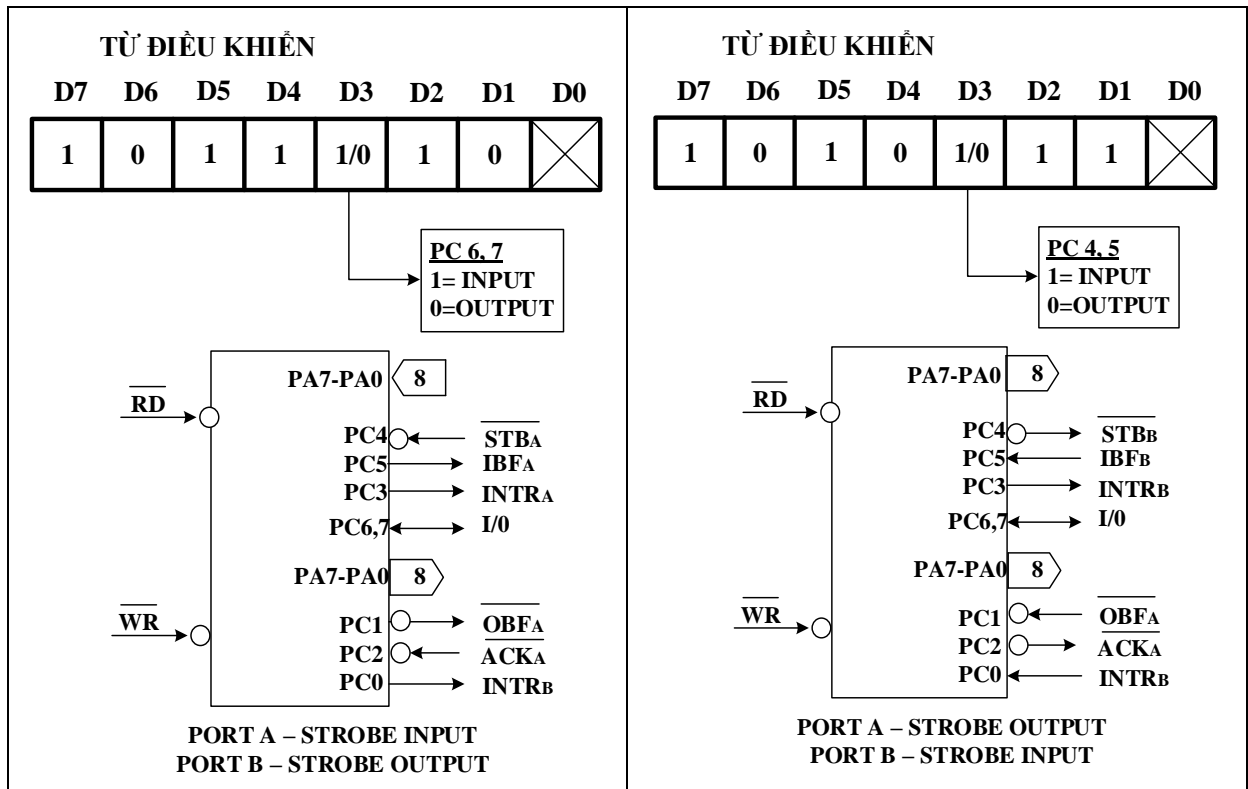 TỪ ĐIỀU KHIỂN
D7 D6 D5 D4 D3 D2 D1 D0
1 0 1 1 1/0 1 0
PC 6, 7
1= INPUT
0=OUTPUT
PA7-PA0 8
RD
PC4 STBA
PC5 IBFA
PC3 INTRA
PC6,7 I/0
PA7-PA0 8
WR
PC1 OBFA
PC2 ACKA
PC0 INTRB
PORT A – STROBE INPUT
PORT B – STROBE OUTPUT
TỪ ĐIỀU KHIỂN
D7 D6 D5 D4 D3 D2 D1 D0
1 0 1 0 1/0 1 1
PC 4, 5
1= INPUT
0=OUTPUT
PA7-PA0 8
RD
PC4 STBB
PC5 IBFB
PC3 INTRB
PC6,7 I/0
PA7-PA0 8
WR
PC1 OBFA
PC2 ACKA
PC0 INTRB
PORT A – STROBE OUTPUT
PORT B – STROBE INPUT